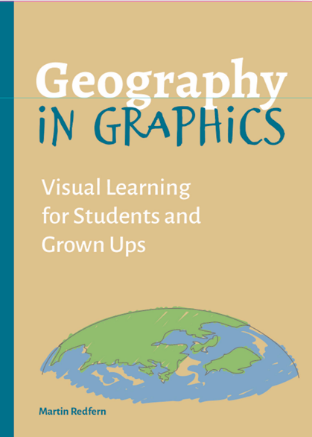 Geography
iN GRAPHiCS
Visual Learning
for Students and
Grown Ups
Martin Redfern